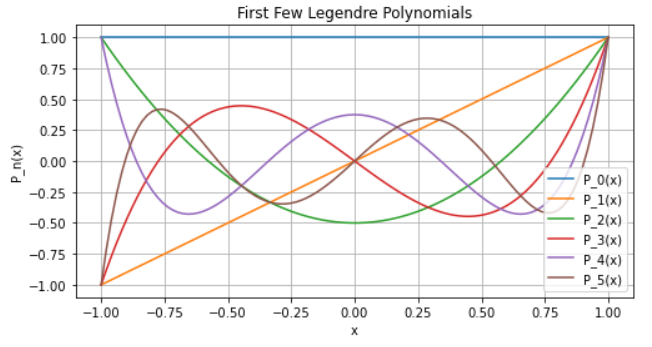 First Few Legendre Polynomials
1.00
0.75
0.50
0.25
0.00
−0.25
−0.50
−0.75
−1.00
P_n(x)
P_0(x)
P_1(x)
P_2(x)
P_3(x)
P_4(x)
P_5(x)
−1.00 −0.75 −0.50 −0.25 0.00 0.25 0.50 0.75 1.00
x